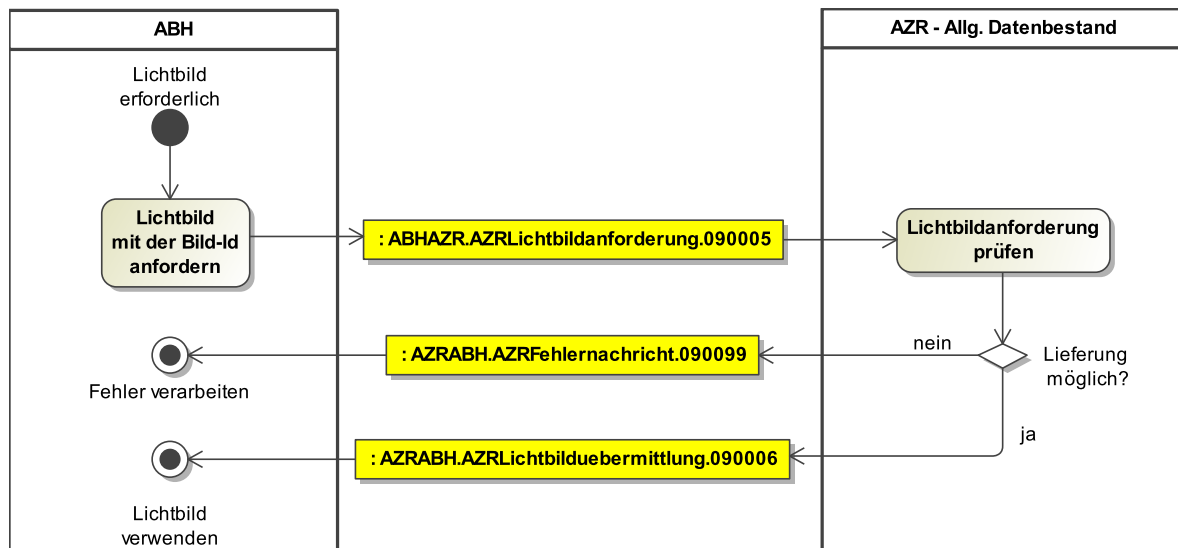 ABH
AZR - Allg. Datenbestand
Lichtbild
erforderlich
Lichtbild
mit der Bild-Id
anfordern
: ABHAZR.AZRLichtbildanforderung.090005
Lichtbildanforderung
prüfen
nein
Lieferung
möglich?
: AZRABH.AZRFehlernachricht.090099
Fehler verarbeiten
ja
: AZRABH.AZRLichtbilduebermittlung.090006
Lichtbild
verwenden